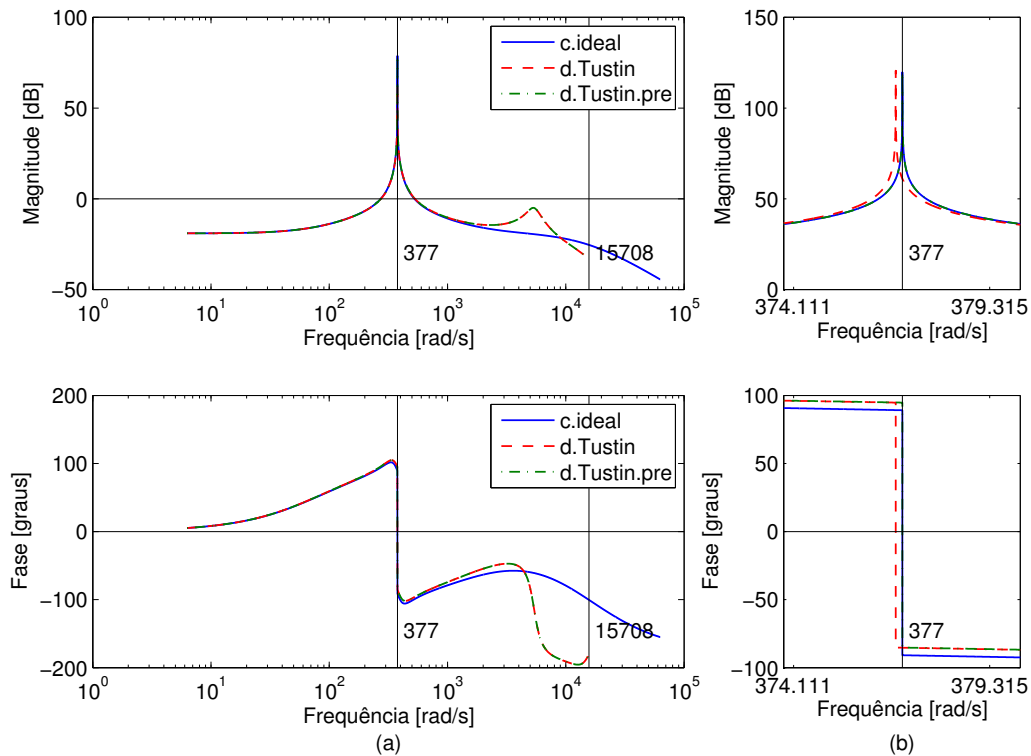 100
50
0
−50
Magnitude [dB]
c.ideal
d.Tustin
d.Tustin.pre
377
15708
10^0
10^1
10^2
10^3
10^4
10^5
Frequência [rad/s]
150
100
50
0
Magnitude [dB]
377
374.111
379.315
Frequência [rad/s]
200
100
0
−100
−200
Fase [graus]
c.ideal
d.Tustin
d.Tustin.pre
377
15708
10^0
10^1
10^2
10^3
10^4
10^5
Frequência [rad/s]
(a)
100
50
0
−50
−100
Fase [graus]
377
374.111
379.315
Frequência [rad/s]
(b)